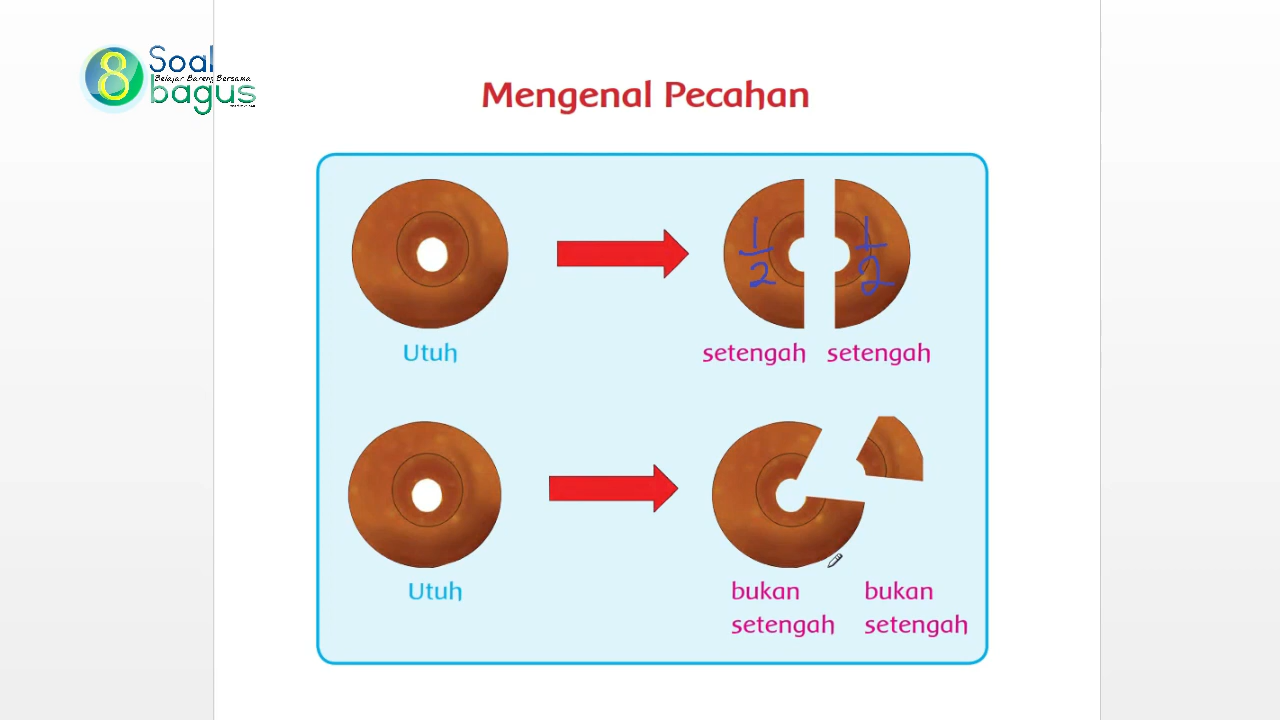 8
Soal
Belajar Bareng Bersama
bagus
Mengenal Pecahan
1
2
1
2
Utuh
setengah setengah
Utuh
bukan bukan
setengah setengah